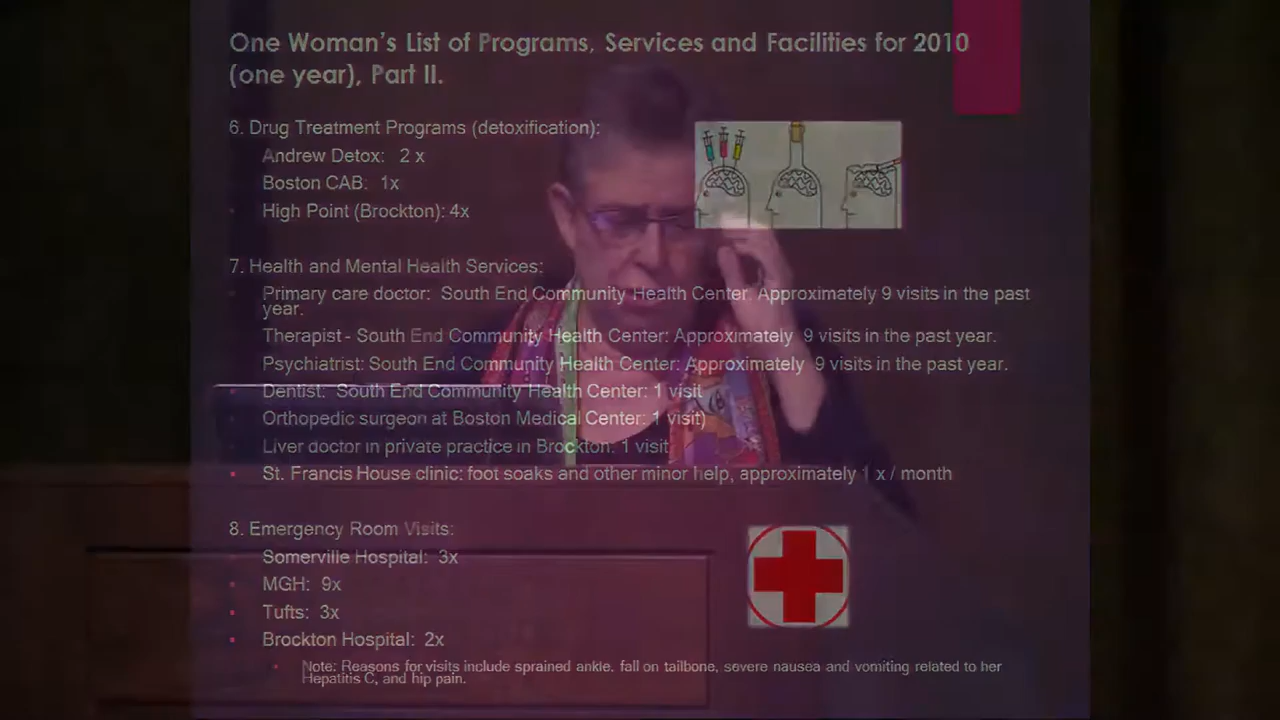 One Woman's List of Programs, Services and Facilities for 2010
(one year), Part II.
6. Drug Treatment Programs (detoxification):
Andrew Detox: 2 x
Boston CAB: 1x
High Point (Brockton): 4x
7. Health and Mental Health Services:
Primary care doctor: South End Community Health Center. Approximately 9 visits in the past
year.
Therapist - South End Community Health Center: Approximately 9 visits in the past year.
Psychiatrist: South End Community Health Center: Approximately 9 visits in the past year.
Dentist: South End Community Health Center: 1 visit
Orthopedic surgeon at Boston Medical Center: 1 visit)
Liver doctor in private practice in Brockton: 1 visit
St. Francis House clinic: foot soaks and other minor help, approximately 1 x / month
8. Emergency Room Visits:
Somerville Hospital: 3x
MGH: 9x
Tufts: 3x
Brockton Hospital: 2x
Note: Reasons for visits include sprained ankle, fall on tailbone, severe nausea and vomiting related to her
Hepatitis C, and hip pain.